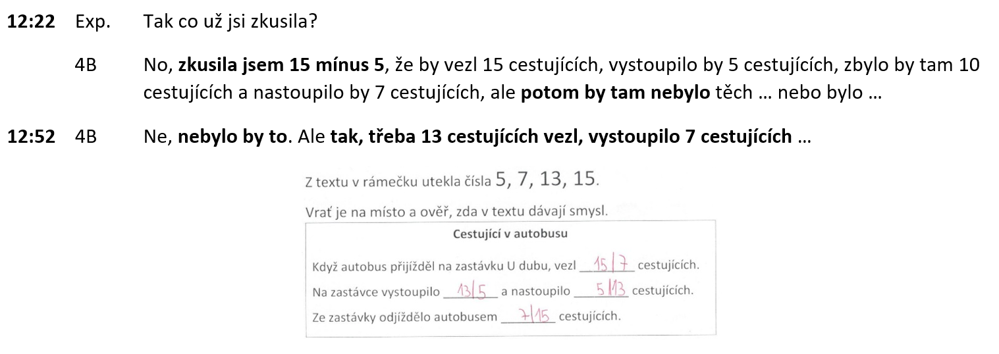 12:22 Exp. Tak co už jsi zkusila?
4B No, zkusila jsem 15 mínus 5, že by vezl 15 cestujících, vystoupilo by 5 cestujících, zbylo by tam 10
cestujících a nastoupilo by 7 cestujících, ale potom by tam nebylo těch … nebo bylo …
12:52 4B Ne, nebylo by to. Ale tak, třeba 13 cestujících vezl, vystoupilo 7 cestujících …
Z textu v rámečku utekla čísla 5, 7, 13, 15.
Vrať je na místo a ověř, zda v textu dávají smysl.
Cestující v autobusu
Když autobus přijížděl na zastávku U dubu, vezl 15/7 cestujících.
Na zastávce vystoupilo 13/5 a nastoupilo 5/13 cestujících.
Ze zastávky odjíždělo autobusem 7/15 cestujících.